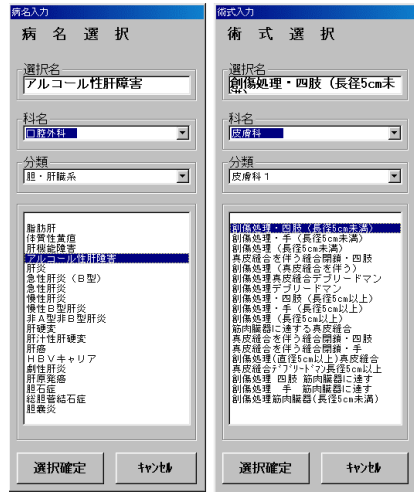 病名入力
病 名 選 択
選択名
アルコール性肝障害
科名
口腔外科
分類
胆・肝臓系
脂肪肝
体質性黄疸
肝機能障害
アルコール性肝障害
肝炎
急性肝炎（Ｂ型）
急性肝炎
慢性肝炎
慢性Ｂ型肝炎
非Ａ型非Ｂ型肝炎
肝硬変
肝汁性肝硬変
肝癌
ＨＢＶキャリア
劇性肝炎
肝原発癌
胆石症
総胆管結石症
胆嚢炎
選択確定
ｷｬﾝｾﾙ
術式入力
術 式 選 択
選択名
創傷処理・四肢（長径5cm未
満）
科名
皮膚科
分類
皮膚科１
創傷処理・四肢（長径5cm未満）
創傷処理・手（長径5cm未満）
創傷処理（長径5cm未満）
真皮縫合を伴う縫合閉鎖・四肢
創傷処理（真皮縫合を伴う）
創傷処理真皮縫合デブリードマン
創傷処理デブリードマン
創傷処理・四肢（長径5cm以上）
創傷処理・手（長径5cm以上）
創傷処理（長径5cm以上）
筋肉臓器に達する真皮縫合
真皮縫合を伴う縫合閉鎖・四肢
真皮縫合を伴う縫合閉鎖・手
創傷処理(直径5cm以上)真皮縫合
真皮縫合ﾃﾞﾌﾞﾘｰﾄﾞﾏﾝ長径5cm以上
創傷処理 四肢 筋肉臓器に達す
創傷処理　手　筋肉臓器に達す
創傷処理筋肉臓器(長径5cm未満)
選択確定
ｷｬﾝｾﾙ